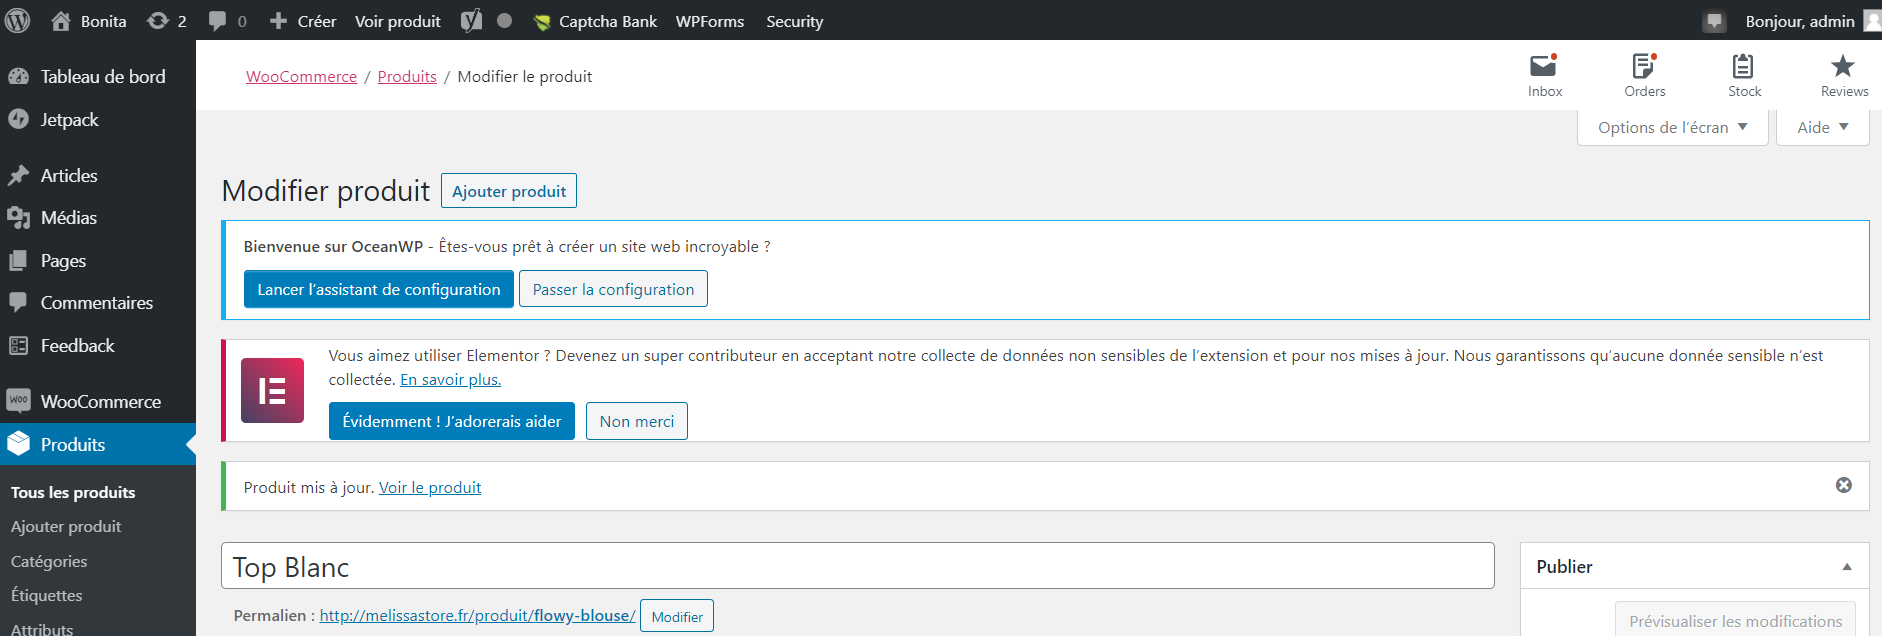 Bonita 2 0 Créer Voir produit Captcha Bank WPForms Security Bonjour, admin
Tableau de bord
Jetpack
Articles
Médias
Pages
Commentaires
Feedback
WooCommerce
Produits
Tous les produits
Ajouter produit
Catégories
Étiquettes
Attributs
WooCommerce / Produits / Modifier le produit
Inbox Orders Stock Reviews
Options de l’écran ▼ Aide ▼
Modifier produit Ajouter produit
Bienvenue sur OceanWP - Êtes-vous prêt à créer un site web incroyable ?
Lancer l’assistant de configuration Passer la configuration
Vous aimez utiliser Elementor ? Devenez un super contributeur en acceptant notre collecte de données non sensibles de l’extension et pour nos mises à jour. Nous garantissons qu’aucune donnée sensible n’est
collectée. En savoir plus.
Évidemment ! J’adorerais aider Non merci
Produit mis à jour. Voir le produit
Top Blanc
Permalien : http://melissastore.fr/produit/flowy-blouse/ Modifier
Publier
Prévisualiser les modifications